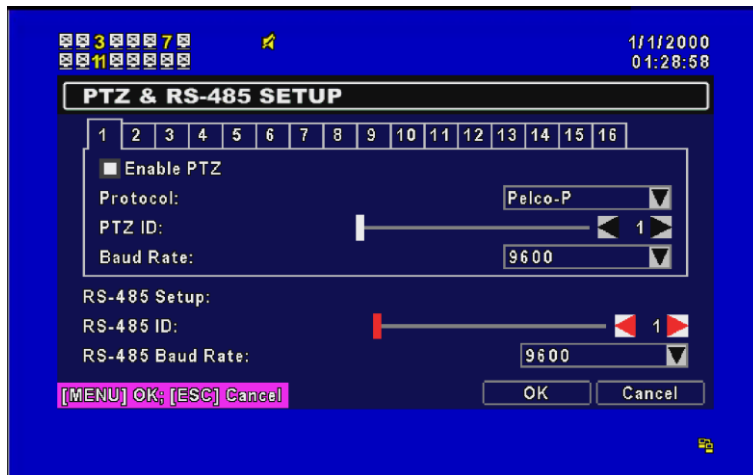 3 7
11
1/1/2000
01:28:58
PTZ & RS-485 SETUP
1 2 3 4 5 6 7 8 9 10 11 12 13 14 15 16
Enable PTZ
Protocol: Pelco-P
PTZ ID: 1
Baud Rate: 9600
RS-485 Setup:
RS-485 ID: 1
RS-485 Baud Rate: 9600
[MENU] OK; [ESC] Cancel OK Cancel